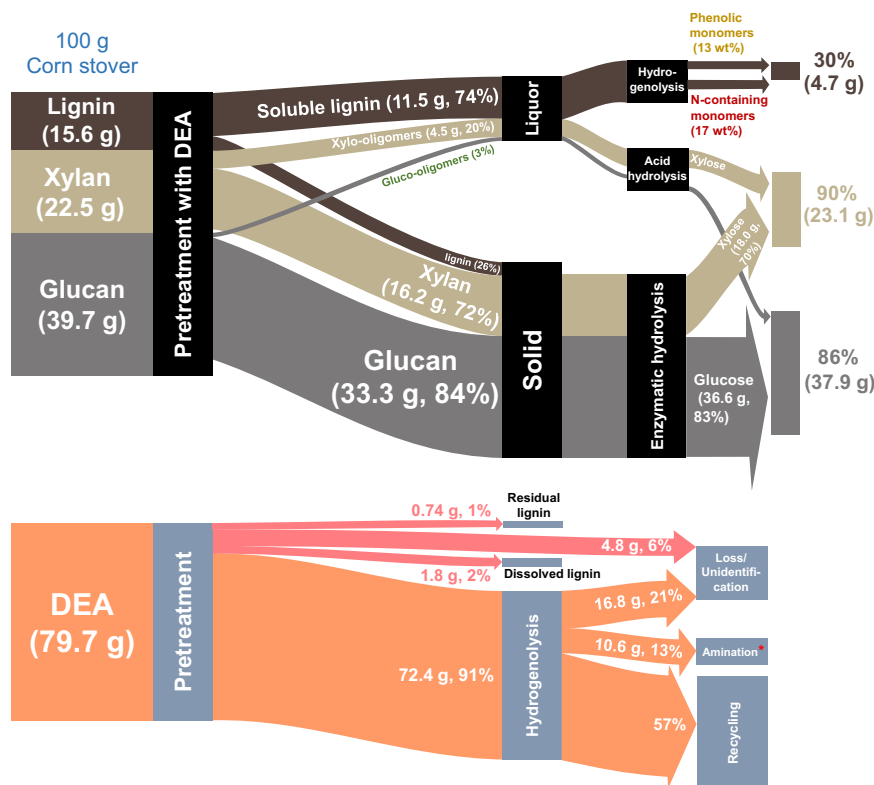 100 g
Corn stover
Lignin
(15.6 g)
Xylan
(22.5 g)
Glucan
(39.7 g)
Pretreatment with DEA
Soluble lignin (11.5 g, 74%)
Xylo-oligomers (4.5 g, 20%)
Gluco-oligomers (3%)
lignin (26%)
Xylan
(16.2 g, 72%)
Glucan
(33.3 g, 84%)
Liquor
Solid
Hydro-
genolysis
Acid
hydrolysis
Enzymatic hydrolysis
Phenolic
monomers
(13 wt%)
N-containing
monomers
(17 wt%)
Xylose
Xylose
(18.0 g,
70%)
Glucose
(36.6 g,
83%)
30%
(4.7 g)
90%
(23.1 g)
86%
(37.9 g)
DEA
(79.7 g)
Pretreatment
0.74 g, 1%
Residual
lignin
4.8 g, 6%
1.8 g, 2%
Dissolved lignin
72.4 g, 91%
Hydrogenolysis
16.8 g, 21%
10.6 g, 13%
57%
Loss/
Unidentifi-
cation
Amination*
Recycling